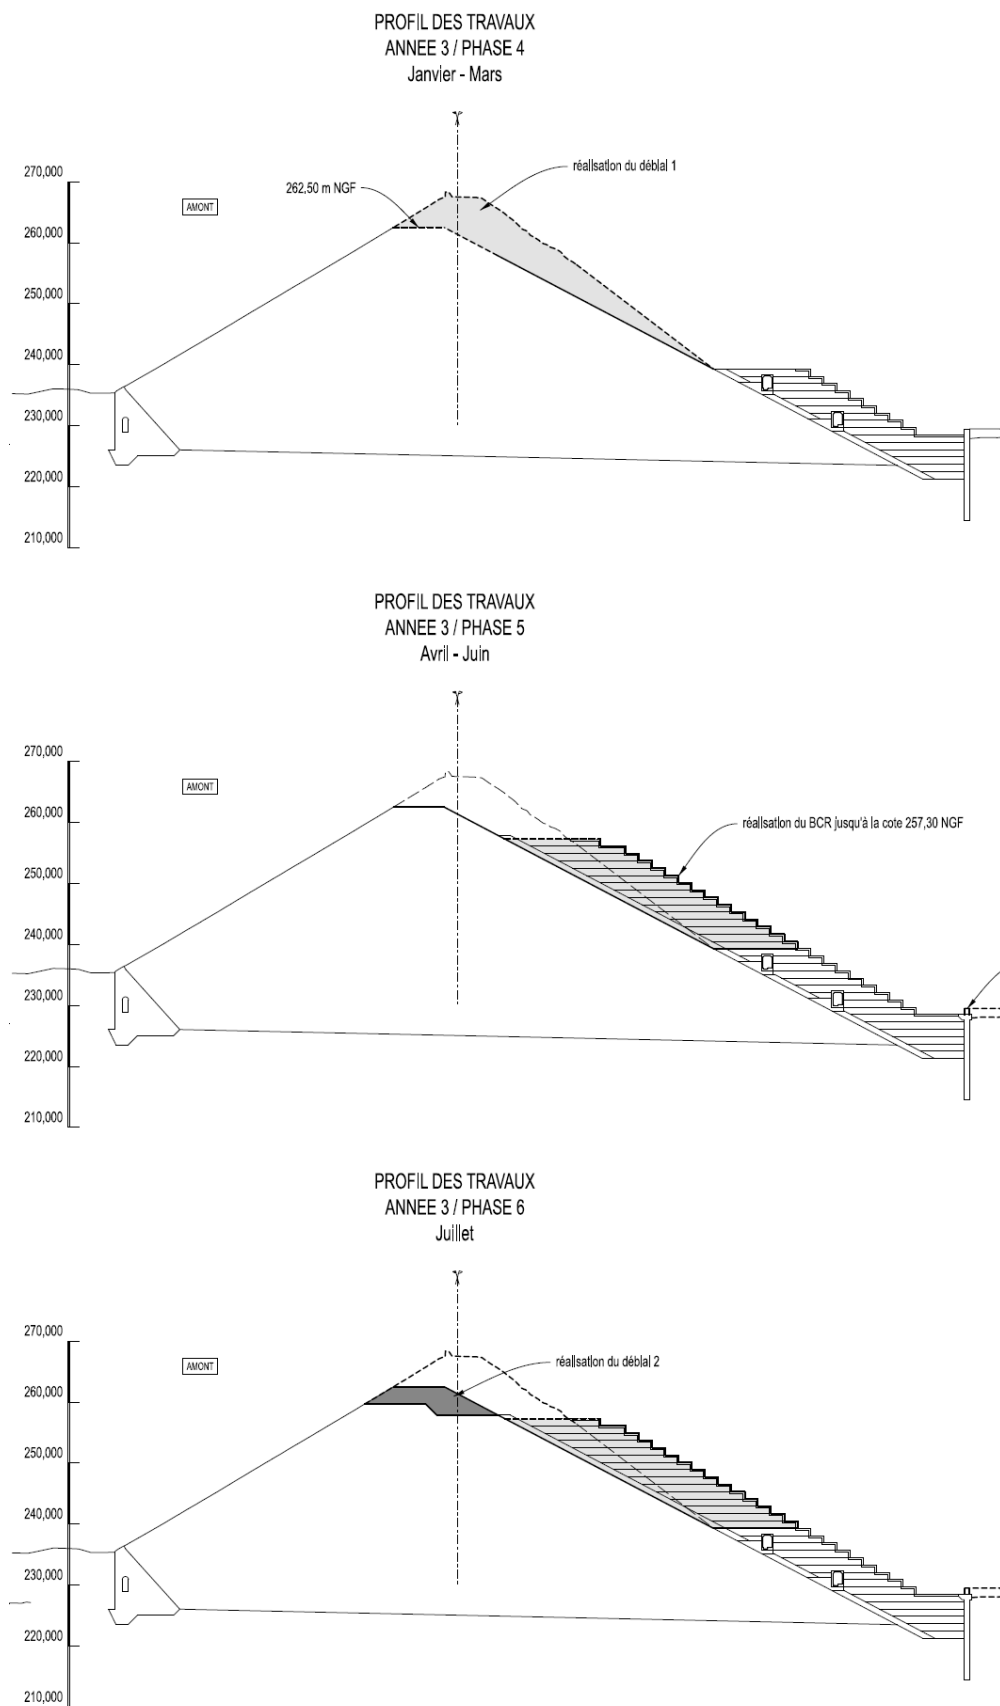 PROFIL DES TRAVAUX
ANNEE 3 / PHASE 4
Janvier - Mars
270,000
réalisation du déblai 1
262,50 m NGF
AMONT
260,000
250,000
240,000
230,000
220,000
210,000
PROFIL DES TRAVAUX
ANNEE 3 / PHASE 5
Avril - Juin
270,000
AMONT
260,000
réalisation du BCR jusqu'à la cote 257,30 NGF
250,000
240,000
230,000
220,000
210,000
PROFIL DES TRAVAUX
ANNEE 3 / PHASE 6
Juillet
270,000
réalisation du déblai 2
AMONT
260,000
250,000
240,000
230,000
220,000
210,000